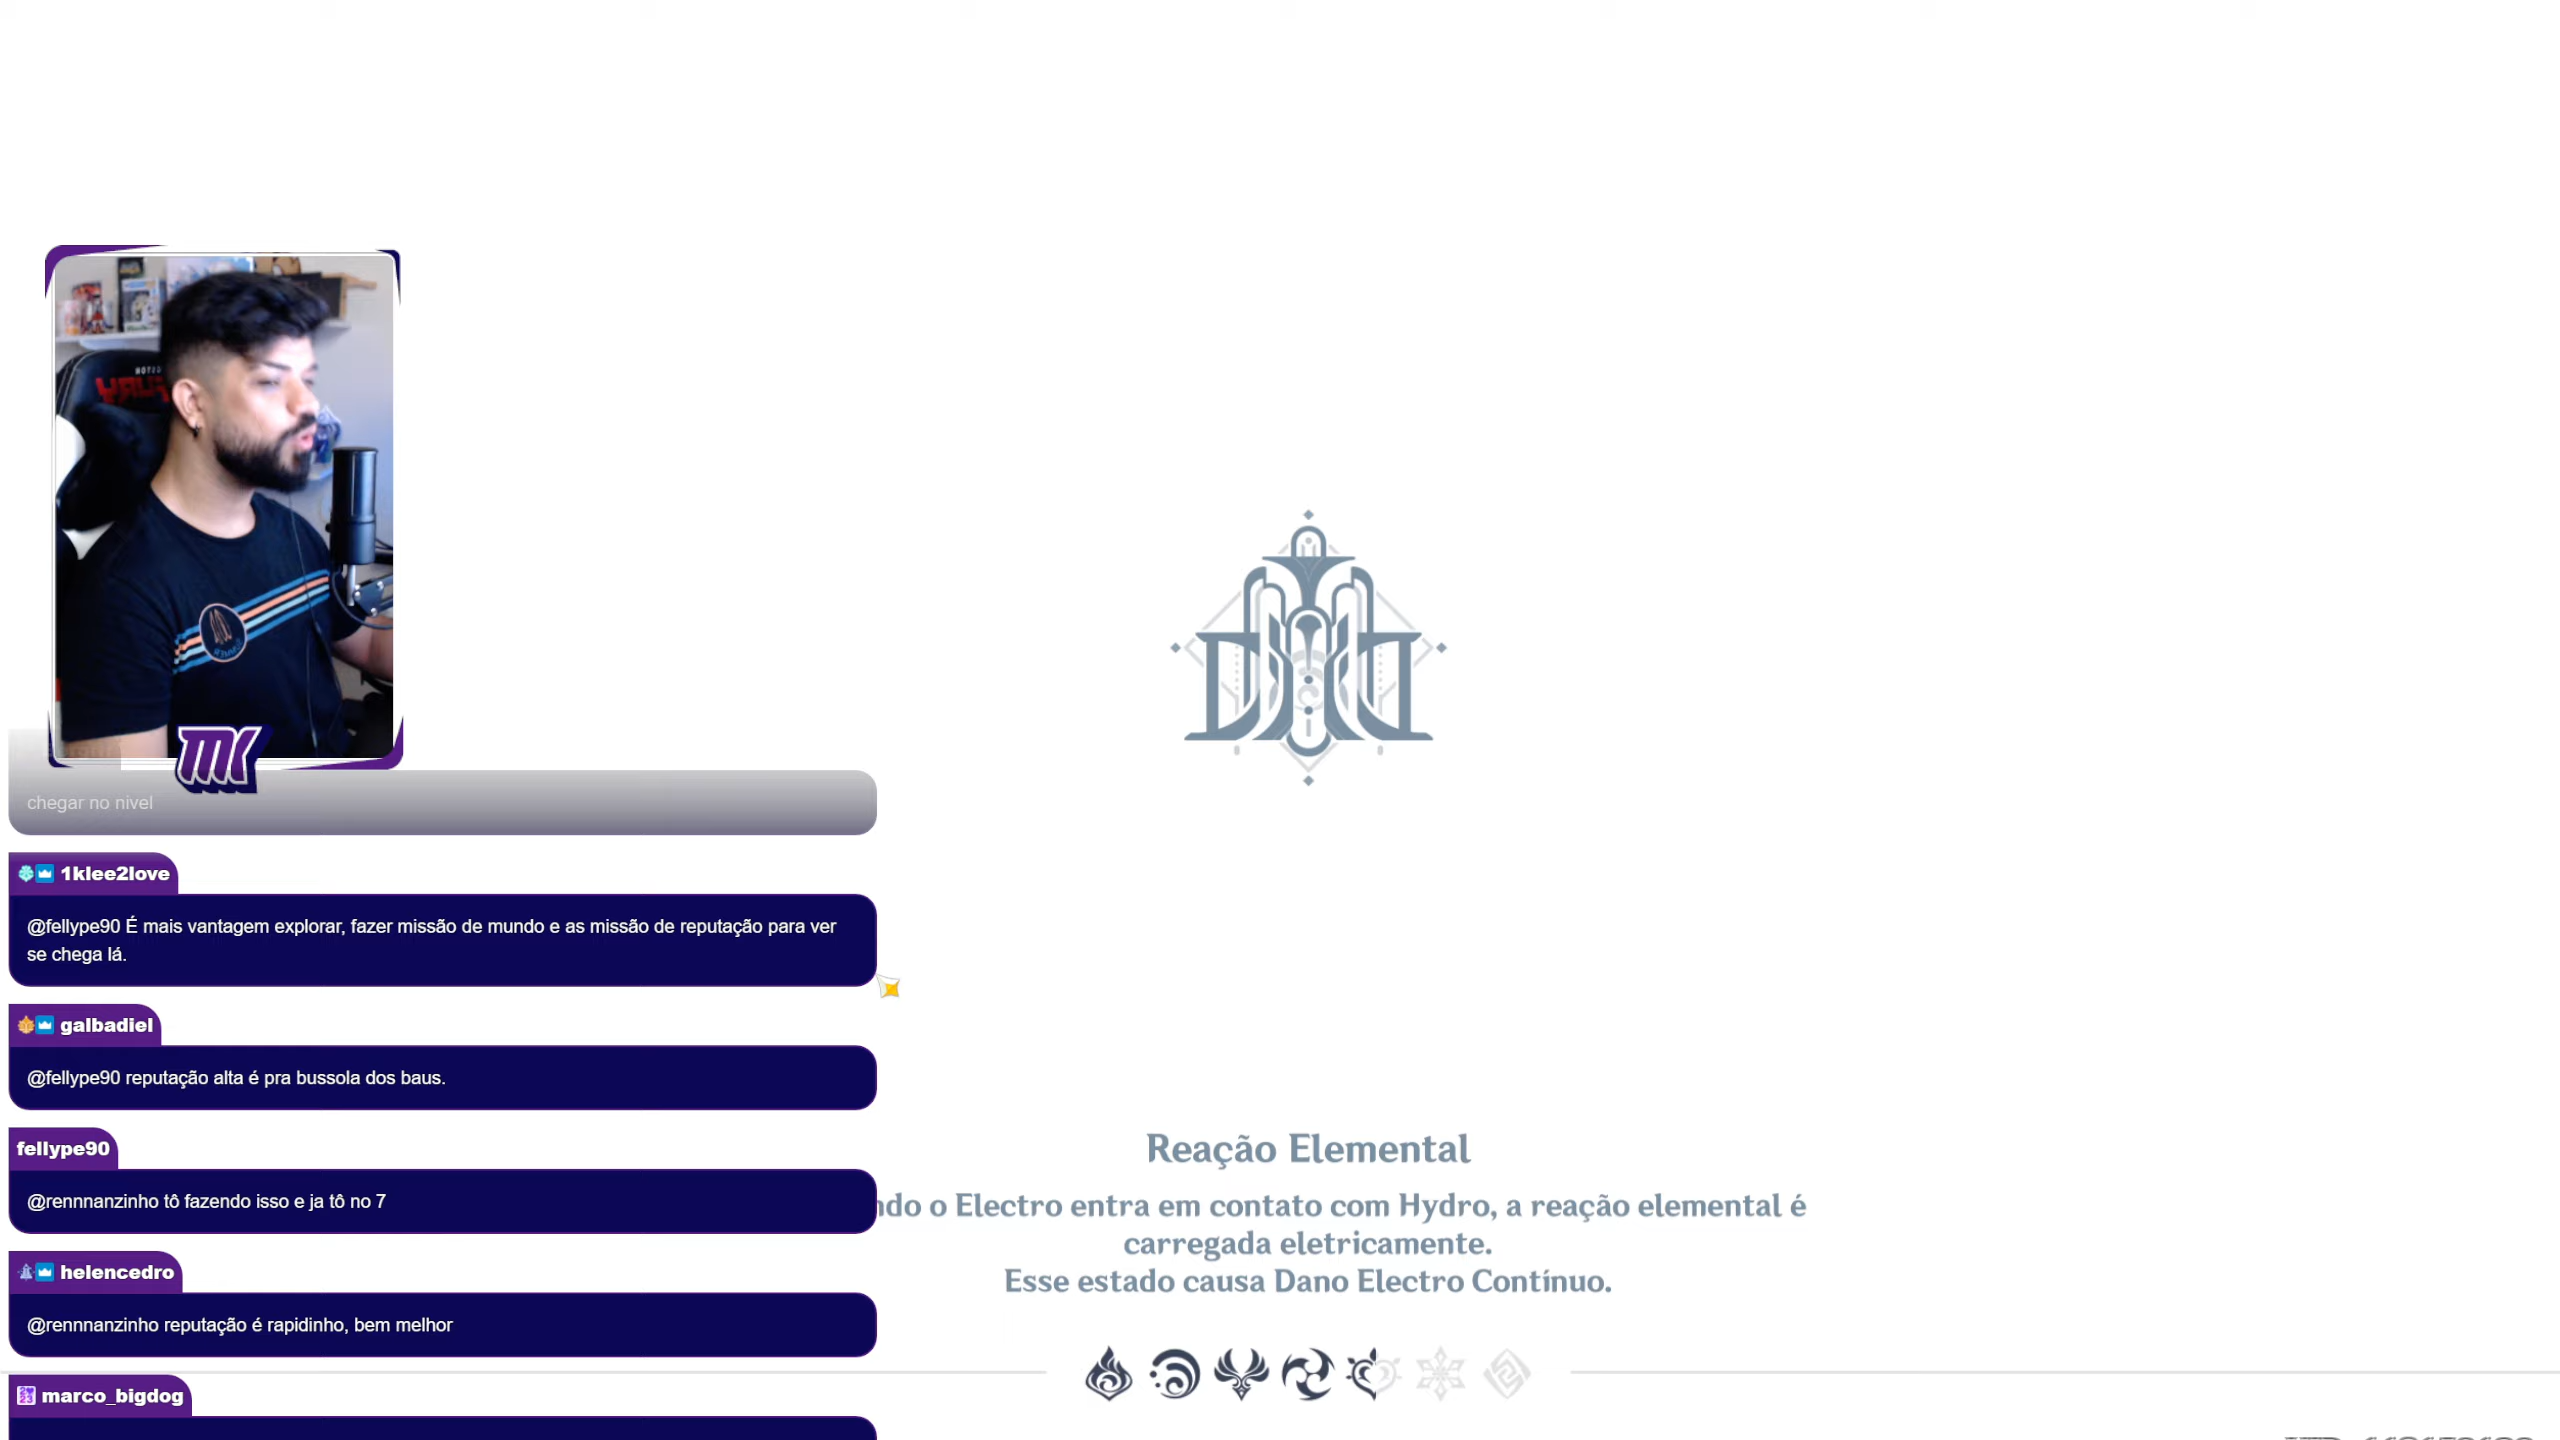 MK
chegar no nivel
1klee2love
@fellype90 É mais vantagem explorar, fazer missão de mundo e as missão de reputação para ver
se chega lá.
galbadiel
@fellype90 reputação alta é pra bussola dos baus.
fellype90
@rennnanzinho tô fazendo isso e ja tô no 7
helencedro
@rennnanzinho reputação é rapidinho, bem melhor
marco_bigdog
Reação Elemental
o Electro entra em contato com Hydro, a reação elemental é
carregada eletricamente.
Esse estado causa Dano Electro Contínuo.